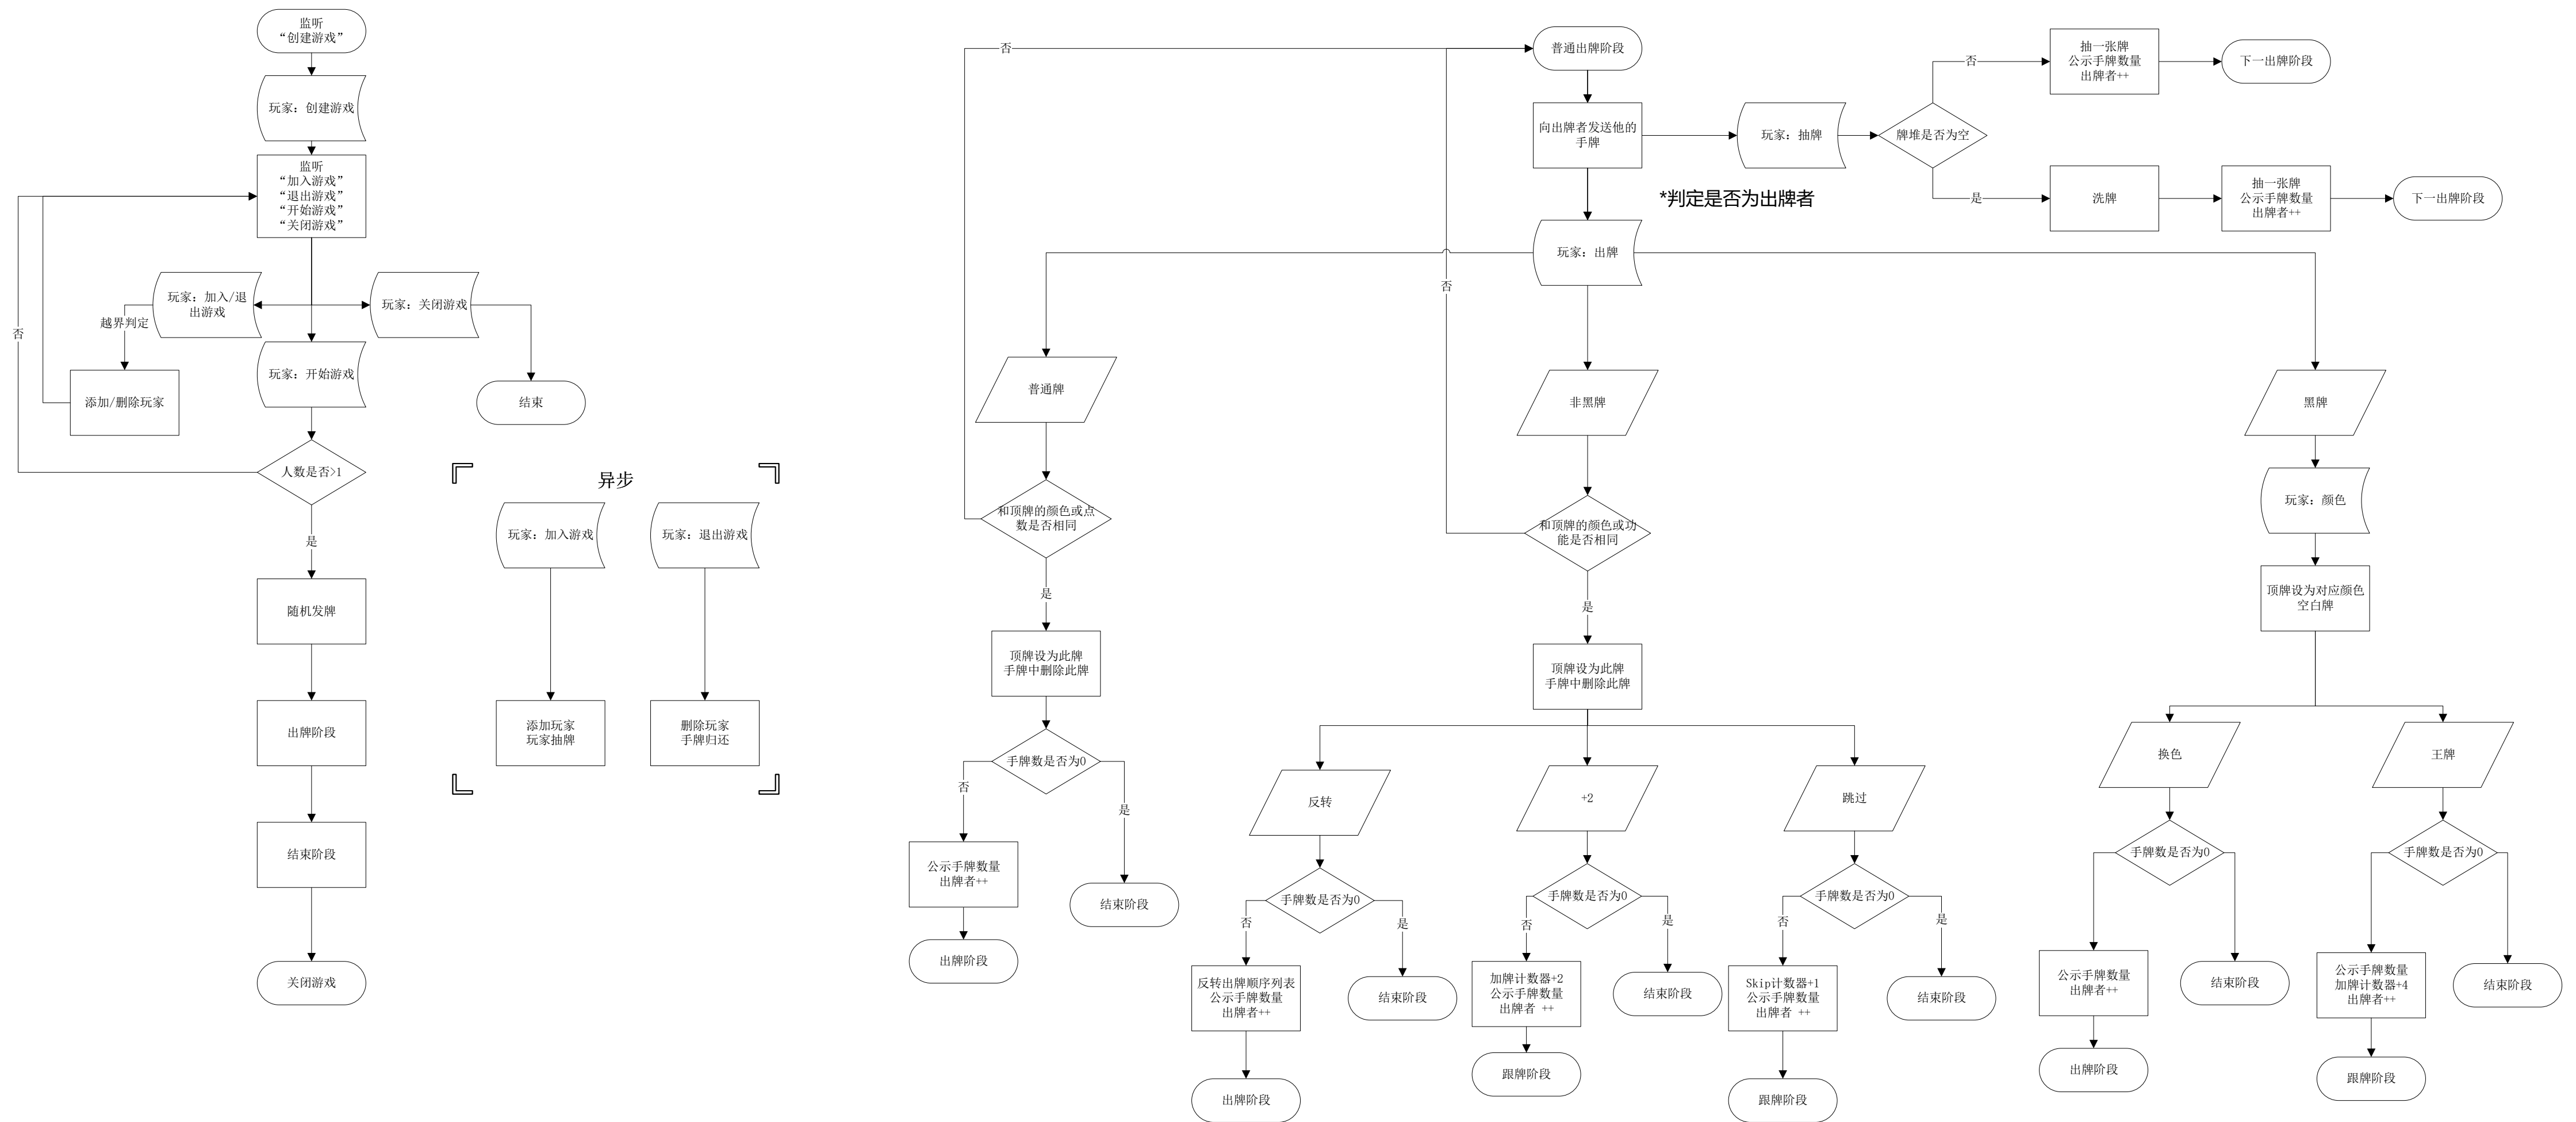 监听
“创建游戏”
玩家：创建游戏
监听
“加入游戏”
“退出游戏”
“开始游戏”
“关闭游戏”
玩家：加入/退
出游戏
玩家：关闭游戏
越界判定
否
玩家：开始游戏
添加/删除玩家
结束
人数是否>1
是
随机发牌
出牌阶段
结束阶段
关闭游戏
异步
玩家：加入游戏
玩家：退出游戏
添加玩家
玩家抽牌
删除玩家
手牌归还
否
普通出牌阶段
向出牌者发送他的
手牌
玩家：抽牌
牌堆是否为空
否
抽一张牌
公示手牌数量
出牌者++
下一出牌阶段
是
洗牌
抽一张牌
公示手牌数量
出牌者++
下一出牌阶段
*判定是否为出牌者
玩家：出牌
否
普通牌
和顶牌的颜色或点
数是否相同
是
顶牌设为此牌
手牌中删除此牌
手牌数是否为0
否
是
公示手牌数量
出牌者++
结束阶段
出牌阶段
非黑牌
和顶牌的颜色或功
能是否相同
是
顶牌设为此牌
手牌中删除此牌
反转
手牌数是否为0
否
是
反转出牌顺序列表
公示手牌数量
出牌者++
结束阶段
出牌阶段
+2
手牌数是否为0
否
是
加牌计数器+2
公示手牌数量
出牌者 ++
结束阶段
跟牌阶段
跳过
手牌数是否为0
否
是
Skip计数器+1
公示手牌数量
出牌者 ++
结束阶段
跟牌阶段
黑牌
玩家：颜色
顶牌设为对应颜色
空白牌
换色
手牌数是否为0
公示手牌数量
出牌者++
结束阶段
出牌阶段
王牌
手牌数是否为0
公示手牌数量
加牌计数器+4
出牌者++
结束阶段
跟牌阶段